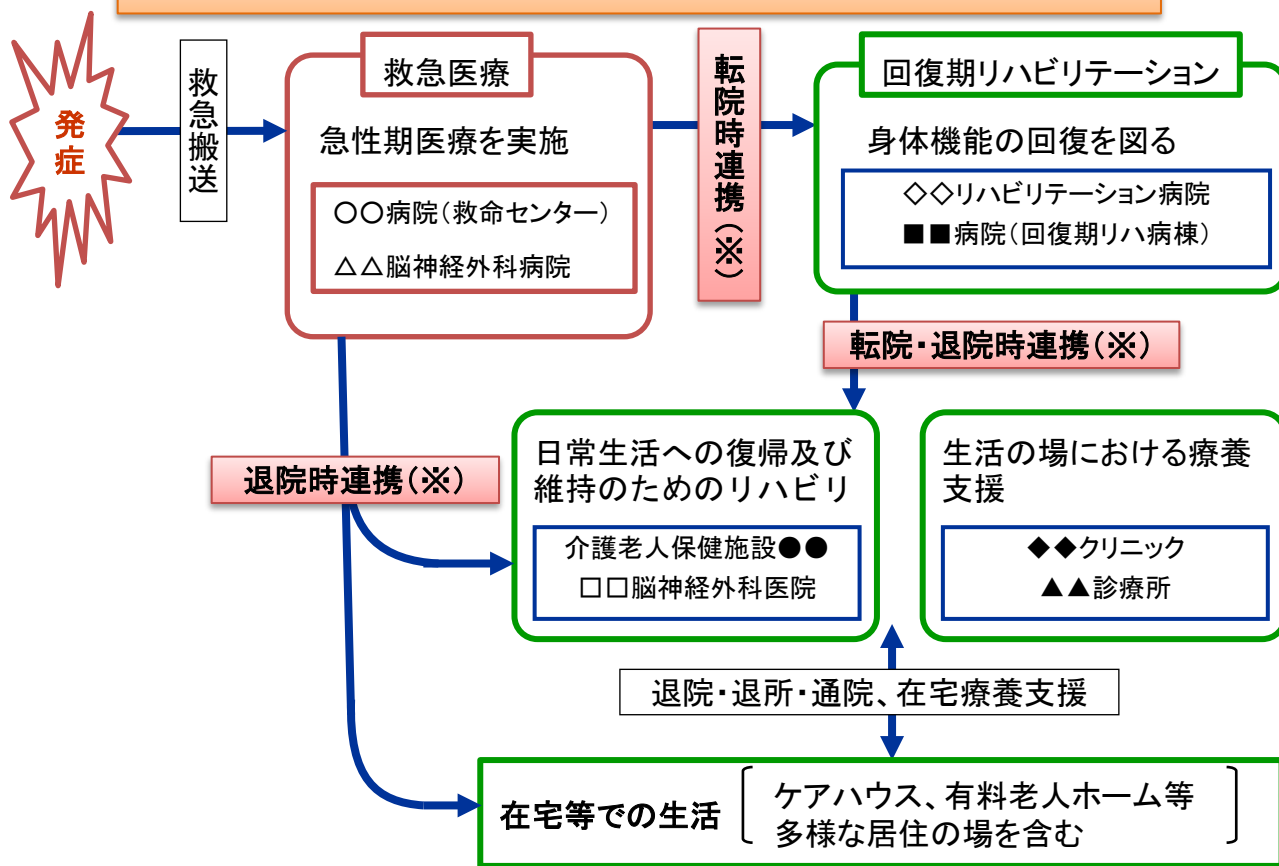 発
症
救急搬送
救急医療
急性期医療を実施
〇〇病院（救命センター）
△△脳神経外科病院
転院時連携（※）
回復期リハビリテーション
身体機能の回復を図る
◇◇リハビリテーション病院
■■病院（回復期リハ病棟）
転院・退院時連携（※）
退院時連携（※）
日常生活への復帰及び
維持のためのリハビリ
介護老人保健施設●●
□□脳神経外科医院
生活の場における療養
支援
◆◆クリニック
▲▲診療所
退院・退所・通院、在宅療養支援
在宅等での生活
ケアハウス、有料老人ホーム等
多様な居住の場を含む